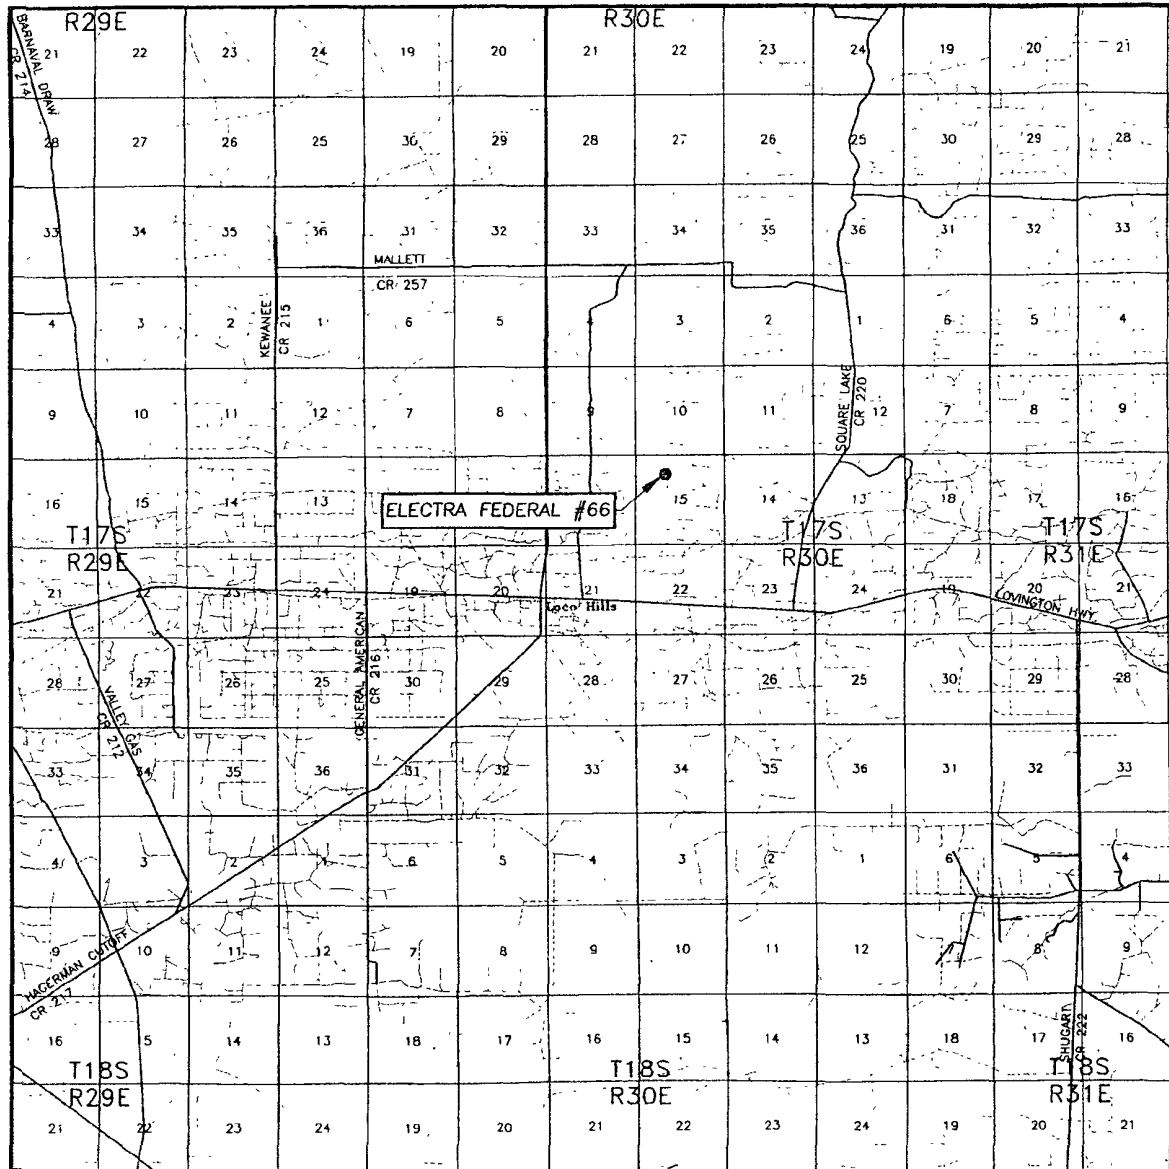 R29E R30E
BARNAVAL DRAW
CR 214
21 22 23 24 19 20 21 22 23 24 19 20 21
28 27 26 25 30 29 28 27 26 25 30 29 28
33 34 35 36 31 32 33 34 35 36 31 32 33
MALLETT
CR 257
KEWANEE
CR 215
4 3 2 1 6 5 4 3 2 1 6 5 4
SQUARE LAKE
CR 220
9 10 11 12 7 8 9 10 11 12 7 8 9
16 15 14 13 15 14 13 18 17 16
ELECTRA FEDERAL #66
T17S T17S T17S
R29E R30E R31E
21 22 23 24 19 20 21 22 23 24 19 20 21
Loco Hills
LOVINGTON HWY
GENERAL AMERICAN
CR 216
28 27 26 25 30 29 28 27 26 25 30 29 28
VALLEY GAS
CR 212
33 34 35 36 31 32 33 34 35 36 31 32 33
4 3 2 1 6 5 4 3 2 1 6 5 4
9 10 11 12 7 8 9 10 11 12 8 9
HAGERMAN CUTOFF
CR 217
16 5 14 13 18 17 16 15 14 13 18 17 16
SHUGART
CR 222
T18S T18S T18S
R29E R30E R31E
21 22 23 24 19 20 21 22 23 24 19 20 21